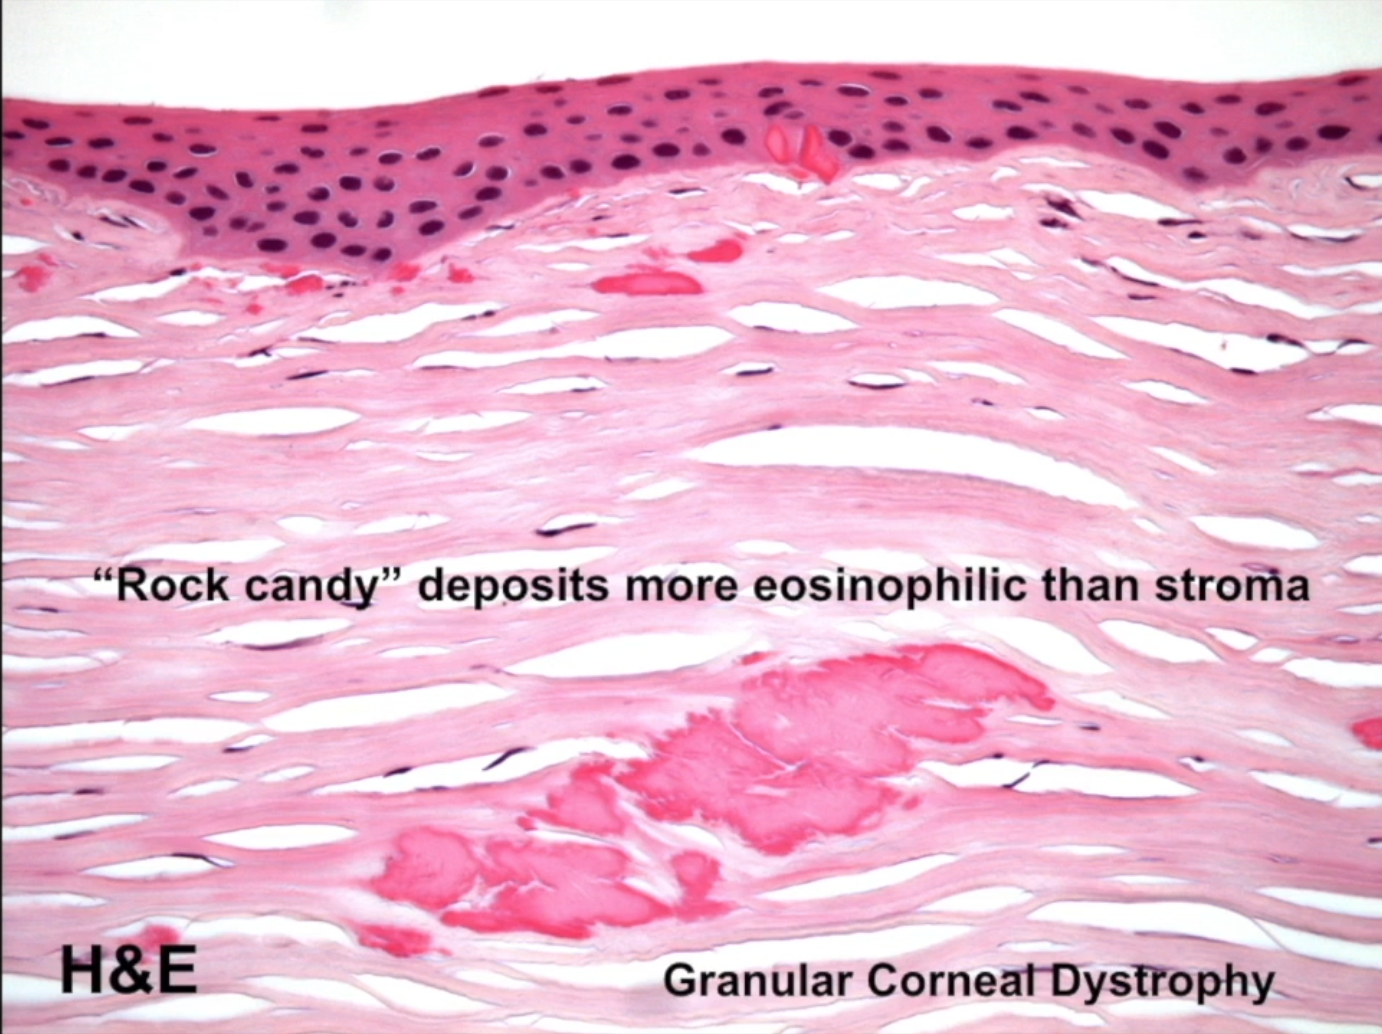 “Rock candy” deposits more eosinophilic than stroma
H&E
Granular Corneal Dystrophy